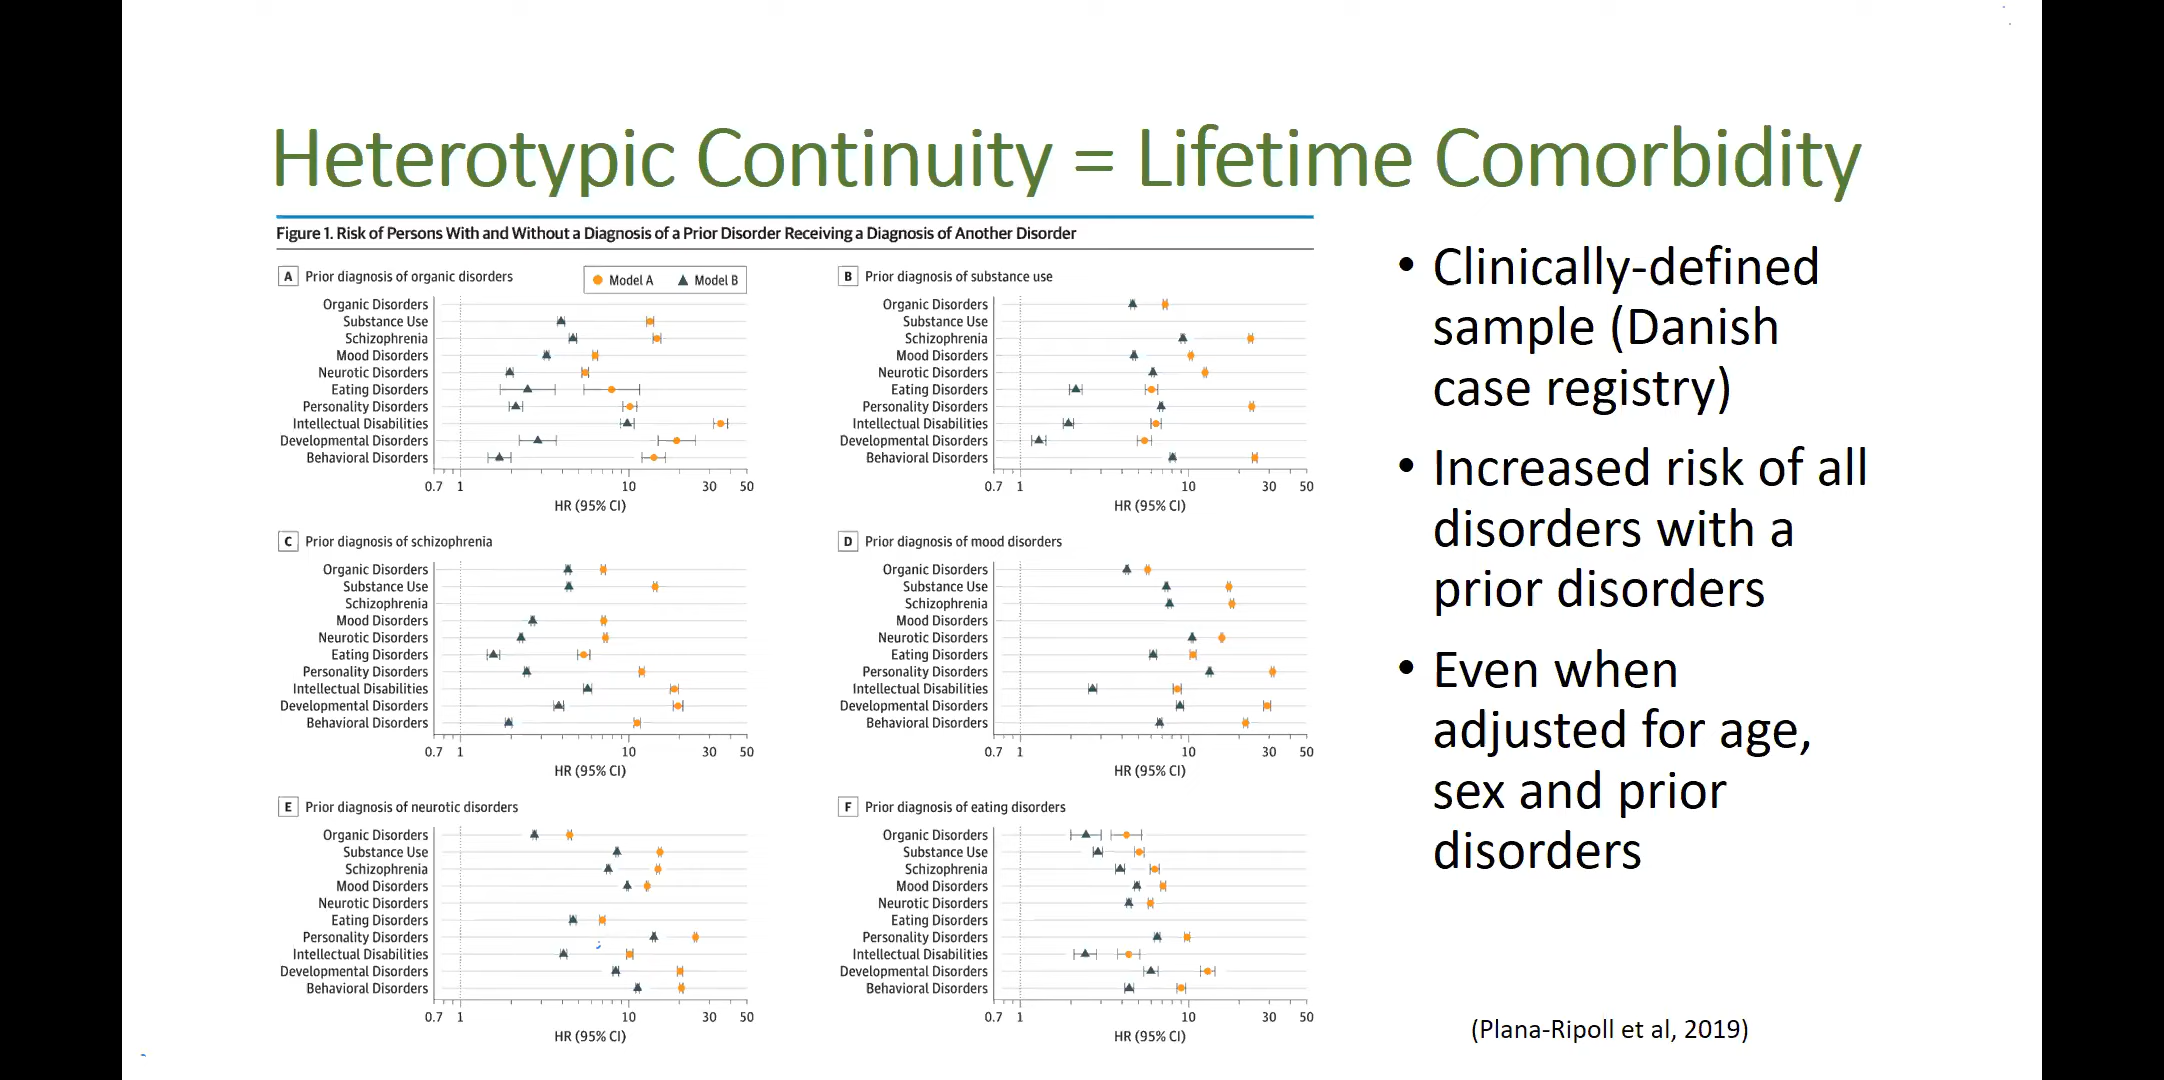 Heterotypic Continuity = Lifetime Comorbidity
Figure 1. Risk of Persons With and Without a Diagnosis of a Prior Disorder Receiving a Diagnosis of Another Disorder
A Prior diagnosis of organic disorders
Model A Model B
Organic Disorders
Substance Use
Schizophrenia
Mood Disorders
Neurotic Disorders
Eating Disorders
Personality Disorders
Intellectual Disabilities
Developmental Disorders
Behavioral Disorders
0.7 1 10 30 50
HR (95% CI)
B Prior diagnosis of substance use
Organic Disorders
Substance Use
Schizophrenia
Mood Disorders
Neurotic Disorders
Eating Disorders
Personality Disorders
Intellectual Disabilities
Developmental Disorders
Behavioral Disorders
0.7 1 10 30 50
HR (95% CI)
C Prior diagnosis of schizophrenia
Organic Disorders
Substance Use
Schizophrenia
Mood Disorders
Neurotic Disorders
Eating Disorders
Personality Disorders
Intellectual Disabilities
Developmental Disorders
Behavioral Disorders
0.7 1 10 30 50
HR (95% CI)
D Prior diagnosis of mood disorders
Organic Disorders
Substance Use
Schizophrenia
Mood Disorders
Neurotic Disorders
Eating Disorders
Personality Disorders
Intellectual Disabilities
Developmental Disorders
Behavioral Disorders
0.7 1 10 30 50
HR (95% CI)
E Prior diagnosis of neurotic disorders
Organic Disorders
Substance Use
Schizophrenia
Mood Disorders
Neurotic Disorders
Eating Disorders
Personality Disorders
Intellectual Disabilities
Developmental Disorders
Behavioral Disorders
0.7 1 10 30 50
HR (95% CI)
F Prior diagnosis of eating disorders
Organic Disorders
Substance Use
Schizophrenia
Mood Disorders
Neurotic Disorders
Eating Disorders
Personality Disorders
Intellectual Disabilities
Developmental Disorders
Behavioral Disorders
0.7 1 10 30 50
HR (95% CI)
• Clinically-defined
sample (Danish
case registry)
• Increased risk of all
disorders with a
prior disorders
• Even when
adjusted for age,
sex and prior
disorders
(Plana-Ripoll et al, 2019)